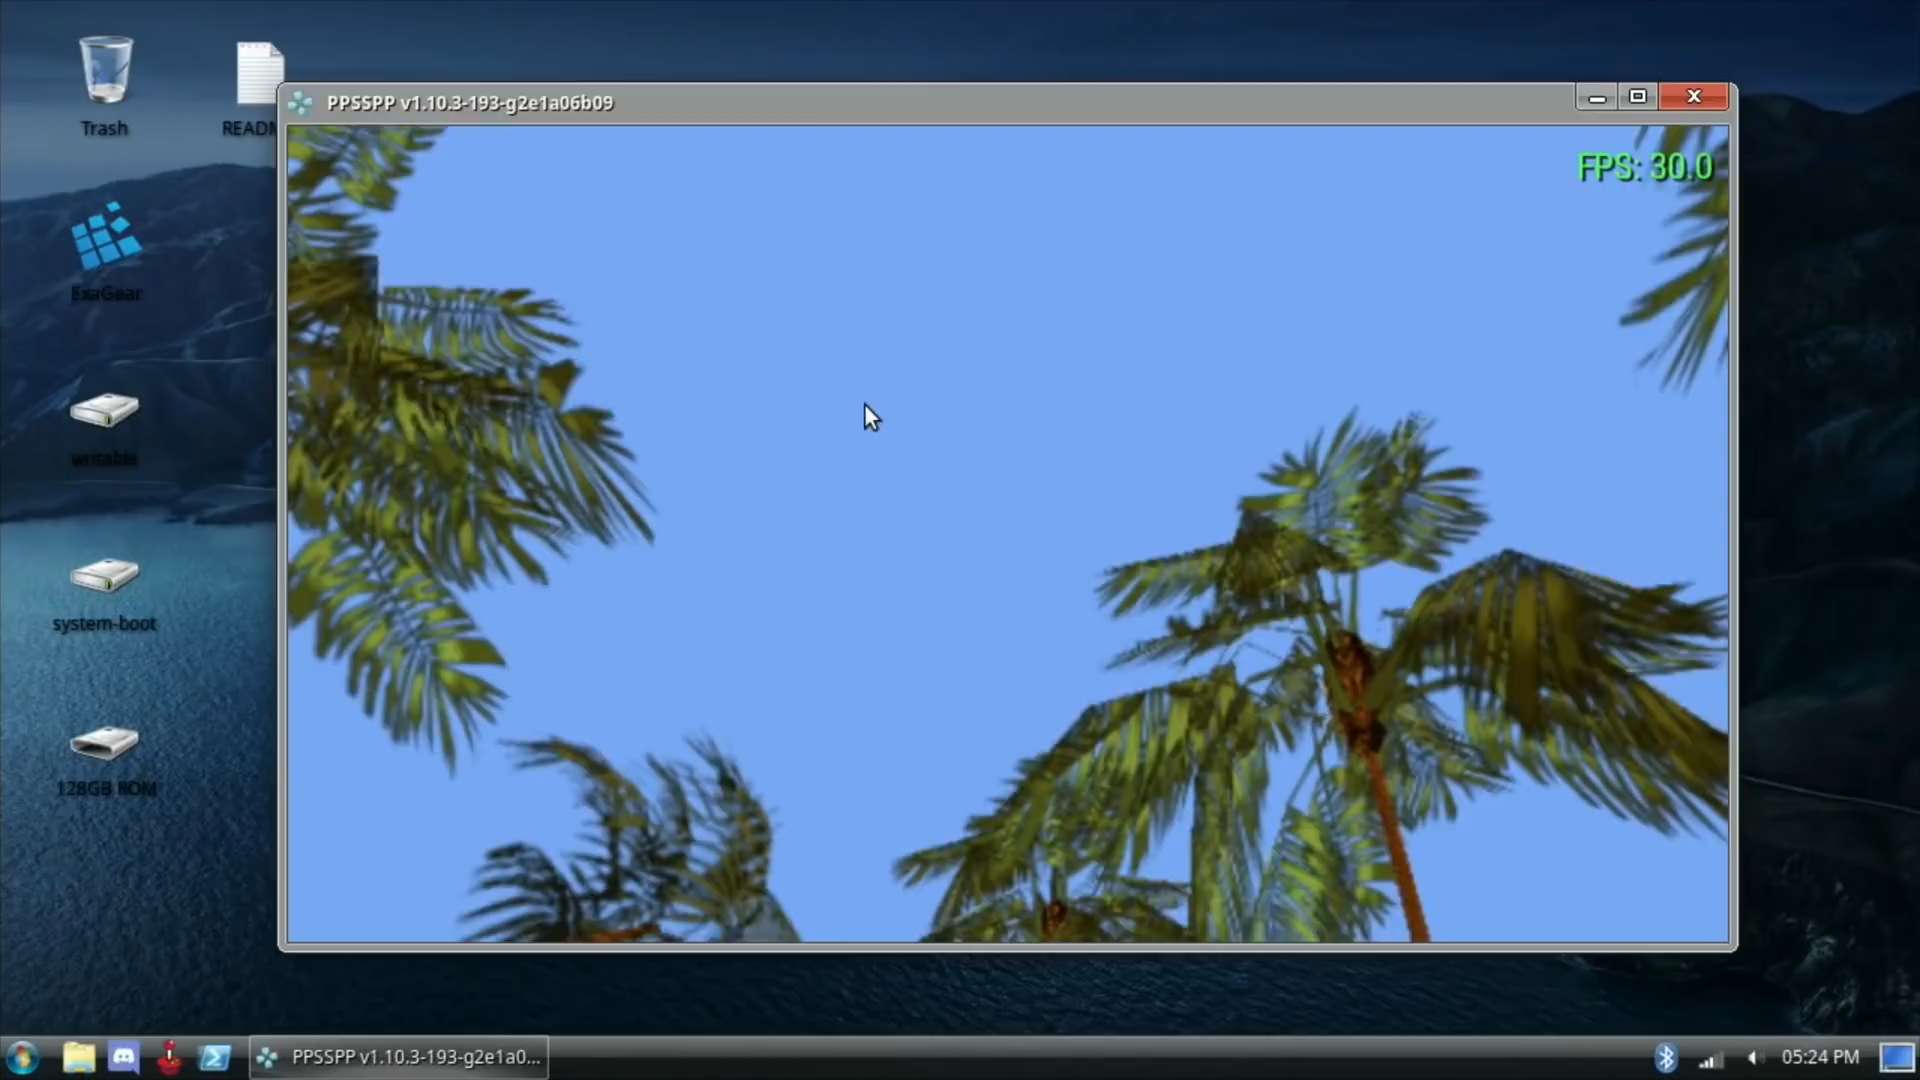 Trash
READM
ExaGear
writable
system-boot
128GB ROM
PPSSPP v1.10.3-193-g2e1a06b09
FPS: 30.0
PPSSPP v1.10.3-193-g2e1a0...
05:24 PM